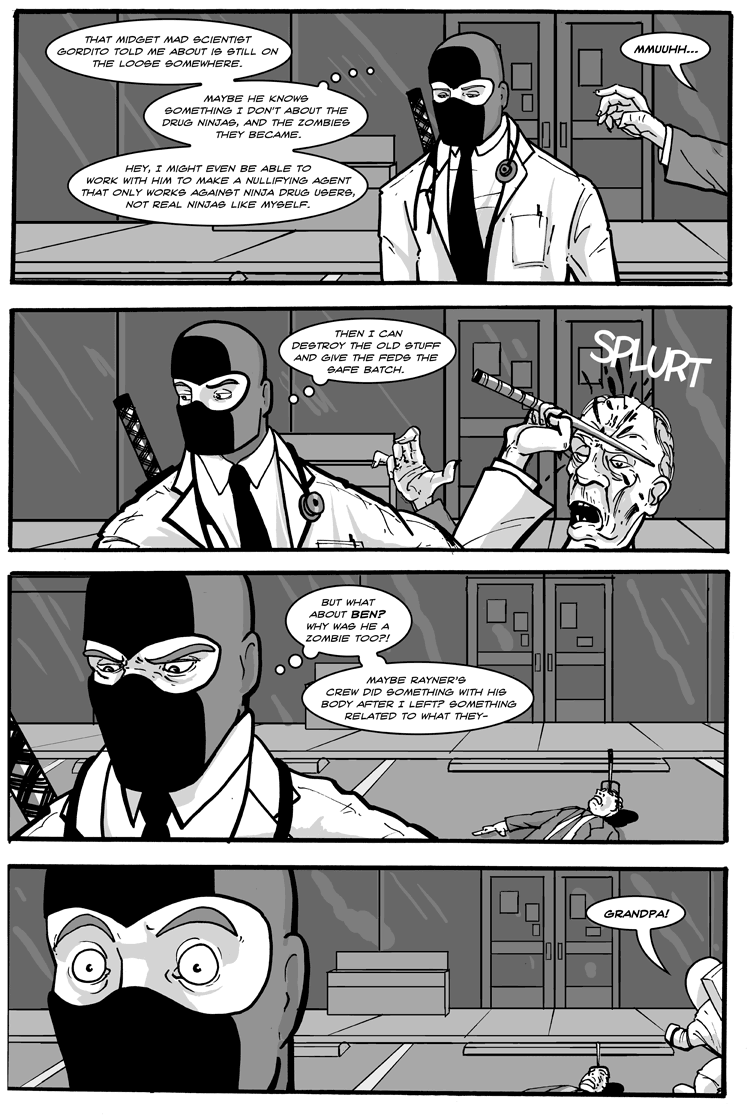 THAT MIDGET MAD SCIENTIST
GORDITO TOLD ME ABOUT IS STILL ON
THE LOOSE SOMEWHERE.
MAYBE HE KNOWS
SOMETHING I DON'T ABOUT THE
DRUG NINJAS, AND THE ZOMBIES
THEY BECAME.
HEY, I MIGHT EVEN BE ABLE TO
WORK WITH HIM TO MAKE A NULLIFYING AGENT
THAT ONLY WORKS AGAINST NINJA DRUG USERS,
NOT REAL NINJAS LIKE MYSELF.
MMUUHH...
THEN I CAN
DESTROY THE OLD STUFF
AND GIVE THE FEDS THE
SAFE BATCH.
SPLURT
BUT WHAT
ABOUT BEN?
WHY WAS HE A
ZOMBIE TOO?!
MAYBE RAYNER'S
CREW DID SOMETHING WITH HIS
BODY AFTER I LEFT? SOMETHING
RELATED TO WHAT THEY-
GRANDPA!